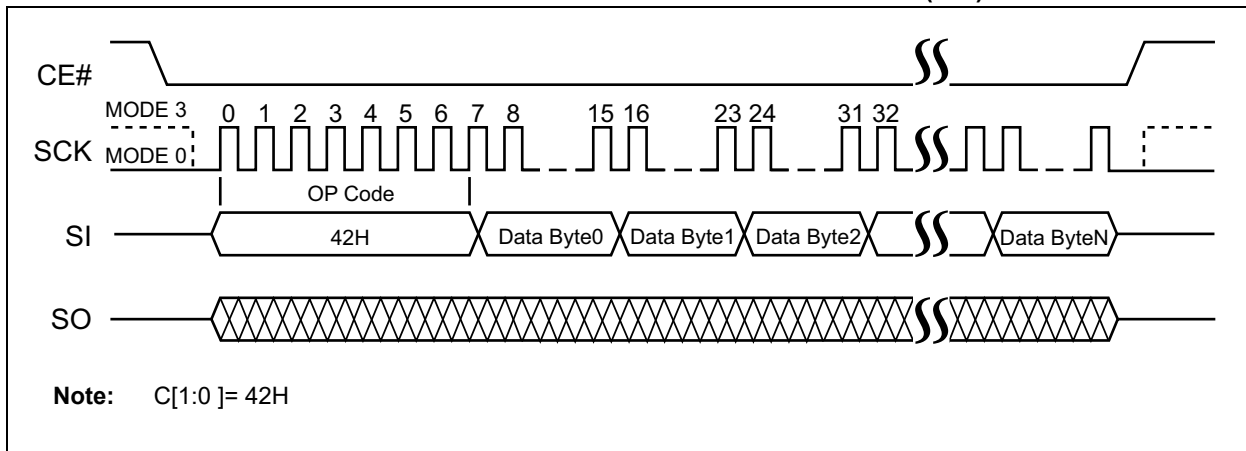 CE#
MODE 3 0 1 2 3 4 5 6 7 8 15 16 23 24 31 32
SCK MODE 0
OP Code
SI 42H Data Byte0 Data Byte1 Data Byte2 Data ByteN
SO
Note: C[1:0 ]= 42H